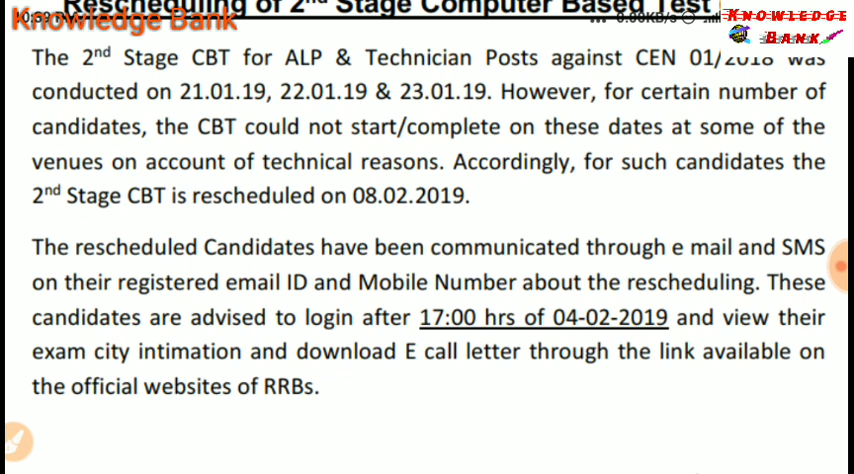 Rescheduling of 2nd Stage Computer Based Test
Knowledge Bank
0.00KB/s
KNOWLEDGE
BANK
The 2nd Stage CBT for ALP & Technician Posts against CEN 01/2018 was
conducted on 21.01.19, 22.01.19 & 23.01.19. However, for certain number of
candidates, the CBT could not start/complete on these dates at some of the
venues on account of technical reasons. Accordingly, for such candidates the
2nd Stage CBT is rescheduled on 08.02.2019.
The rescheduled Candidates have been communicated through e mail and SMS
on their registered email ID and Mobile Number about the rescheduling. These
candidates are advised to login after 17:00 hrs of 04-02-2019 and view their
exam city intimation and download E call letter through the link available on
the official websites of RRBs.